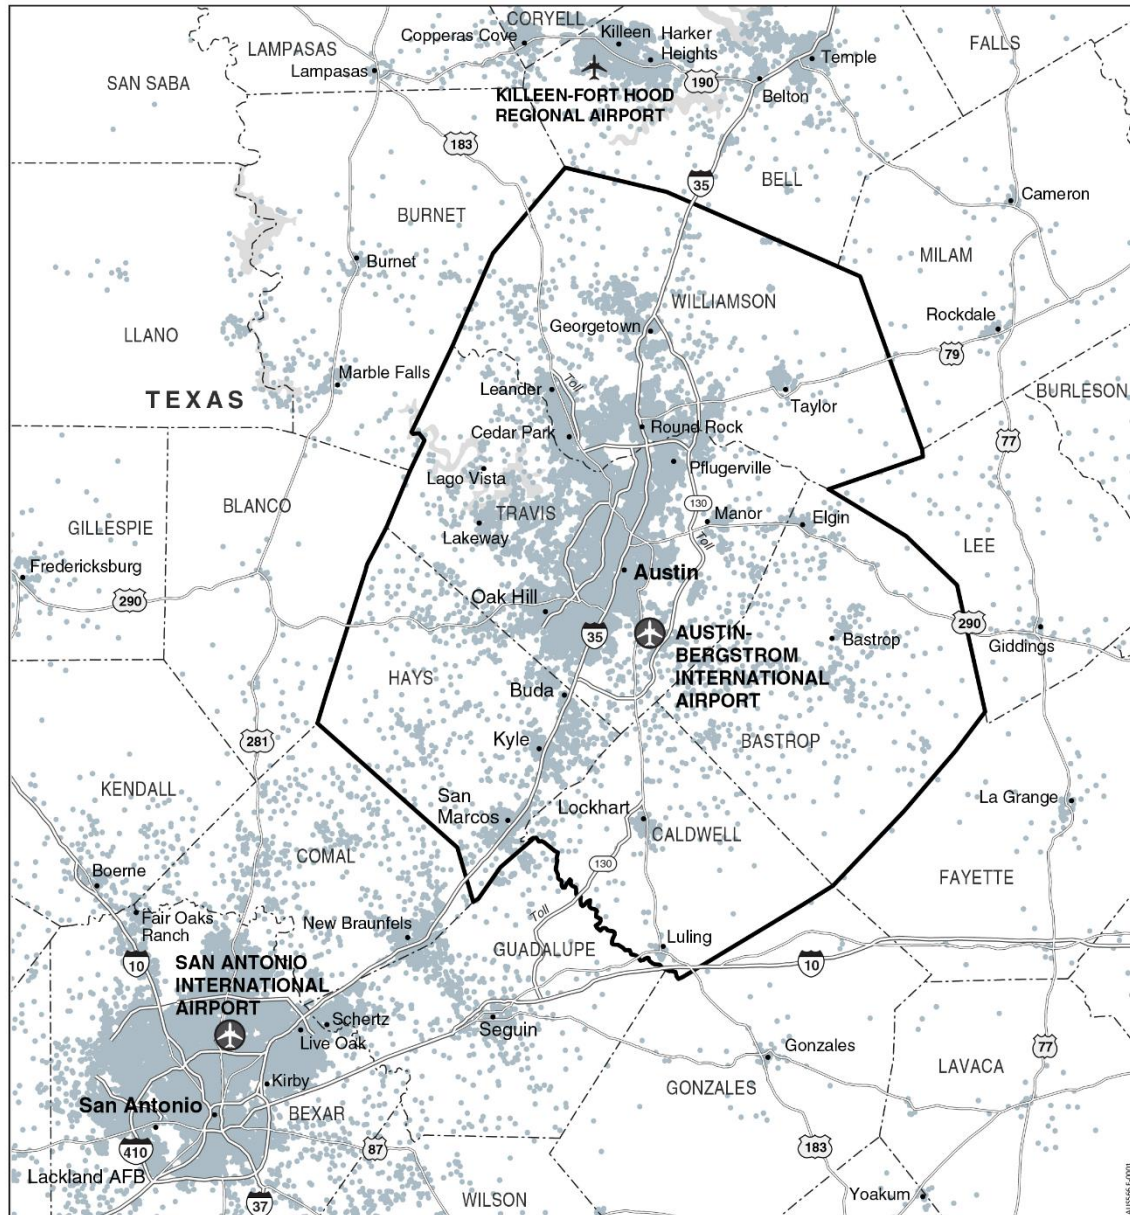 CORYELL
Copperas Cove
Killeen
Harker
Heights
LAMPASAS
Lampasas
FALLS
Temple
SAN SABA
190
Belton
KILLEEN-FORT HOOD
REGIONAL AIRPORT
183
35
BELL
Cameron
BURNET
Burnet
MILAM
WILLIAMSON
Georgetown
Rockdale
LLANO
79
Marble Falls
Leander
Toll
Taylor
BURLESON
TEXAS
Cedar Park
Round Rock
77
Lago Vista
Pflugerville
BLANCO
TRAVIS
130
Manor
Elgin
GILLESPIE
Lakeway
Toll
LEE
Fredericksburg
Austin
290
Oak Hill
290
35
AUSTIN-
BERGSTROM
INTERNATIONAL
AIRPORT
Bastrop
Giddings
HAYS
Buda
281
Kyle
BASTROP
KENDALL
San
Marcos
Lockhart
La Grange
CALDWELL
COMAL
130
Boerne
FAYETTE
Fair Oaks
Ranch
New Braunfels
Toll
GUADALUPE
Luling
10
SAN ANTONIO
INTERNATIONAL
AIRPORT
10
Schertz
Live Oak
Seguin
Gonzales
77
LAVACA
Kirby
GONZALES
San Antonio
BEXAR
410
87
183
Lackland AFB
37
WILSON
Yoakum